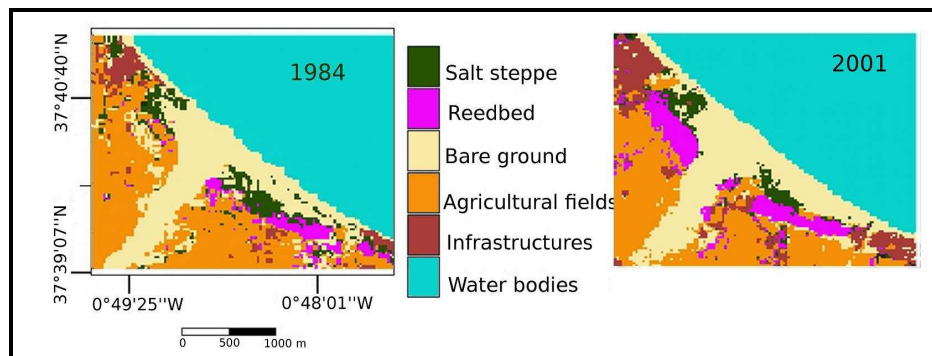 1984
37°40'40''N
37°39'07''N
0°49'25''W
0°48'01''W
0 500 1000 m
Salt steppe
Reedbed
Bare ground
Agricultural fields
Infrastructures
Water bodies
2001